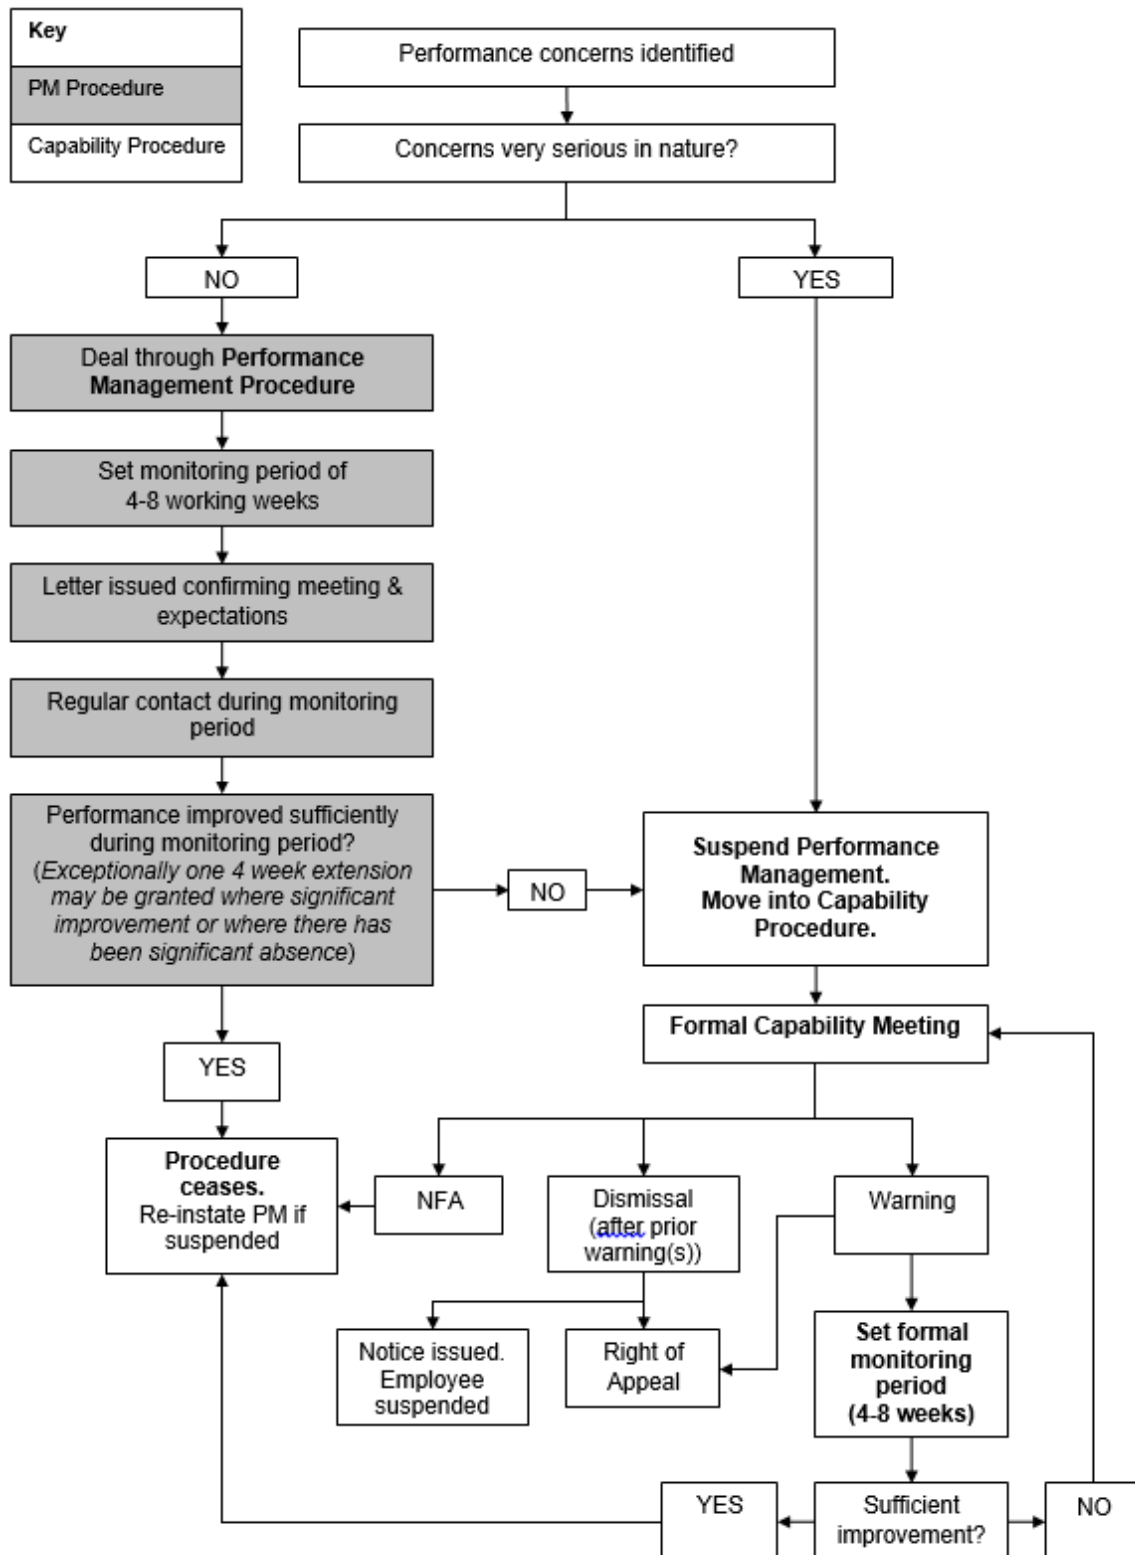 Key
PM Procedure
Capability Procedure
Performance concerns identified
Concerns very serious in nature?
NO
YES
Deal through Performance
Management Procedure
Set monitoring period of
4-8 working weeks
Letter issued confirming meeting &
expectations
Regular contact during monitoring
period
Performance improved sufficiently
during monitoring period?
(Exceptionally one 4 week extension
may be granted where significant
improvement or where there has
been significant absence)
NO
Suspend Performance
Management.
Move into Capability
Procedure.
Formal Capability Meeting
YES
Procedure
ceases.
Re-instate PM if
suspended
NFA
Dismissal
(after prior
warning(s))
Warning
Notice issued.
Employee
suspended
Right of
Appeal
Set formal
monitoring
period
(4-8 weeks)
YES
Sufficient
improvement?
NO